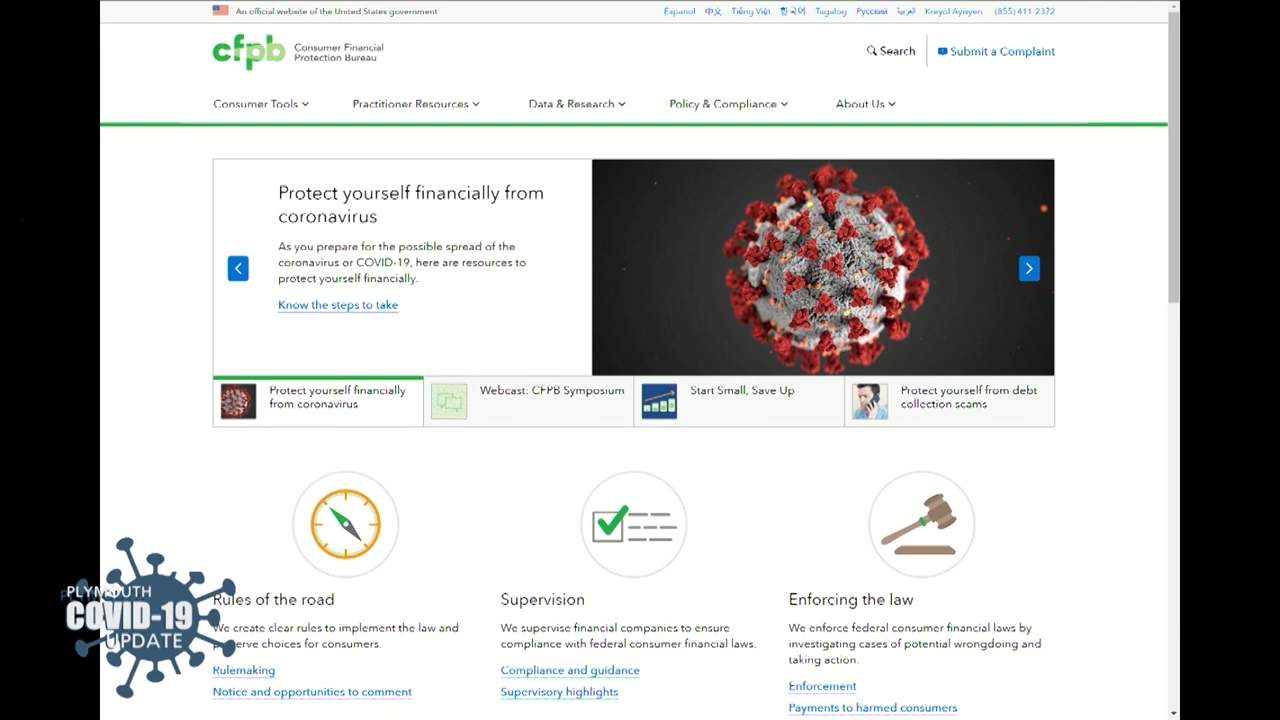 An official website of the United States government
Espanol 中文 Tiếng Việt 한국어 Tagalog Русский العربية Kreyòl Ayisyen (855) 411 2372
cfpb Consumer Financial
Protection Bureau
Search
Submit a Complaint
Consumer Tools
Practitioner Resources
Data & Research
Policy & Compliance
About Us
Protect yourself financially from
coronavirus
As you prepare for the possible spread of the
coronavirus or COVID-19, here are resources to
protect yourself financially.
Know the steps to take
Protect yourself financially
from coronavirus
Webcast: CFPB Symposium
Start Small, Save Up
Protect yourself from debt
collection scams
Rules of the road
We create clear rules to implement the law and
preserve choices for consumers.
Rulemaking
Notice and opportunities to comment
Supervision
We supervise financial companies to ensure
compliance with federal consumer financial laws.
Compliance and guidance
Supervisory highlights
Enforcing the law
We enforce federal consumer financial laws by
investigating cases of potential wrongdoing and
taking action.
Enforcement
Payments to harmed consumers
PLYMOUTH
COVID-19
UPDATE